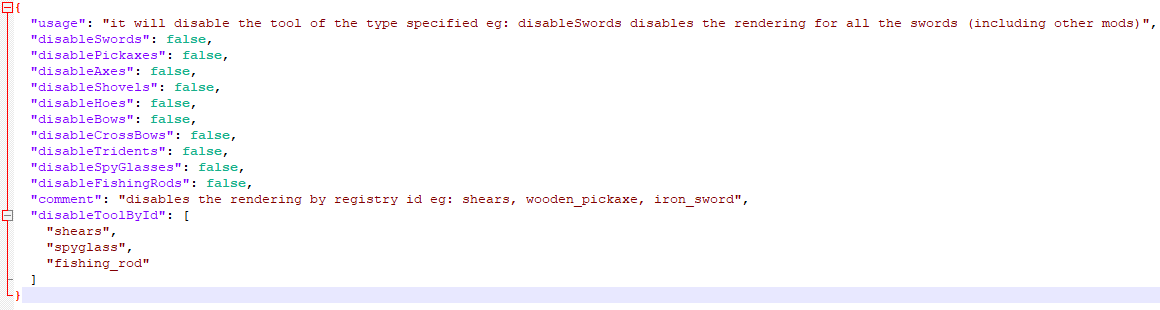 {
"usage": "it will disable the tool of the type specified eg: disableSwords disables the rendering for all the swords (including other mods)",
"disableSwords": false,
"disablePickaxes": false,
"disableAxes": false,
"disableShovels": false,
"disableHoes": false,
"disableBows": false,
"disableCrossBows": false,
"disableTridents": false,
"disableSpyGlasses": false,
"disableFishingRods": false,
"comment": "disables the rendering by registry id eg: shears, wooden_pickaxe, iron_sword",
"disableToolById": [
"shears",
"spyglass",
"fishing_rod"
]
}